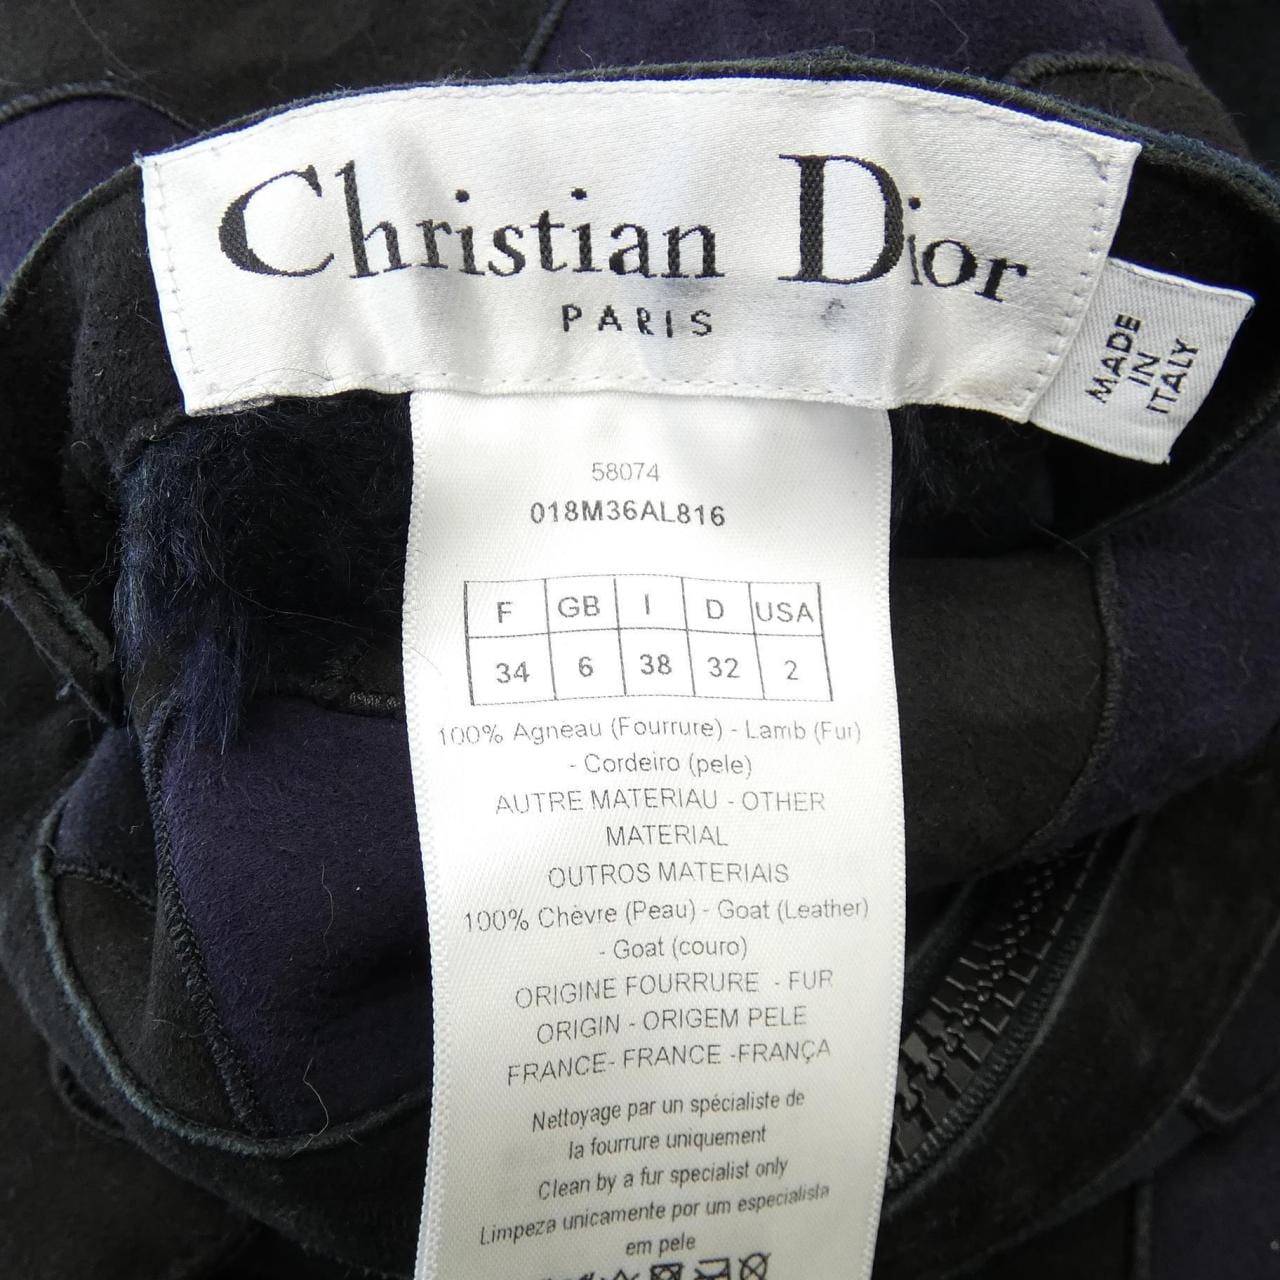 Christian Dior
PARIS
MADE
IN
ITALY
58074
018M36AL816
F GB I D USA
34 6 38 32 2
100% Agneau (Fourrure) - Lamb (Fur)
- Cordeiro (pele)
AUTRE MATERIAU - OTHER
MATERIAL
OUTROS MATERIAIS
100% Chèvre (Peau) - Goat (Leather)
- Goat (couro)
ORIGINE FOURRURE - FUR
ORIGIN - ORIGEM PELE
FRANCE- FRANCE -FRANÇA
Nettoyage par un spécialiste de
la fourrure uniquement
Clean by a fur specialist only
Limpeza unicamente por um especialista
em pele